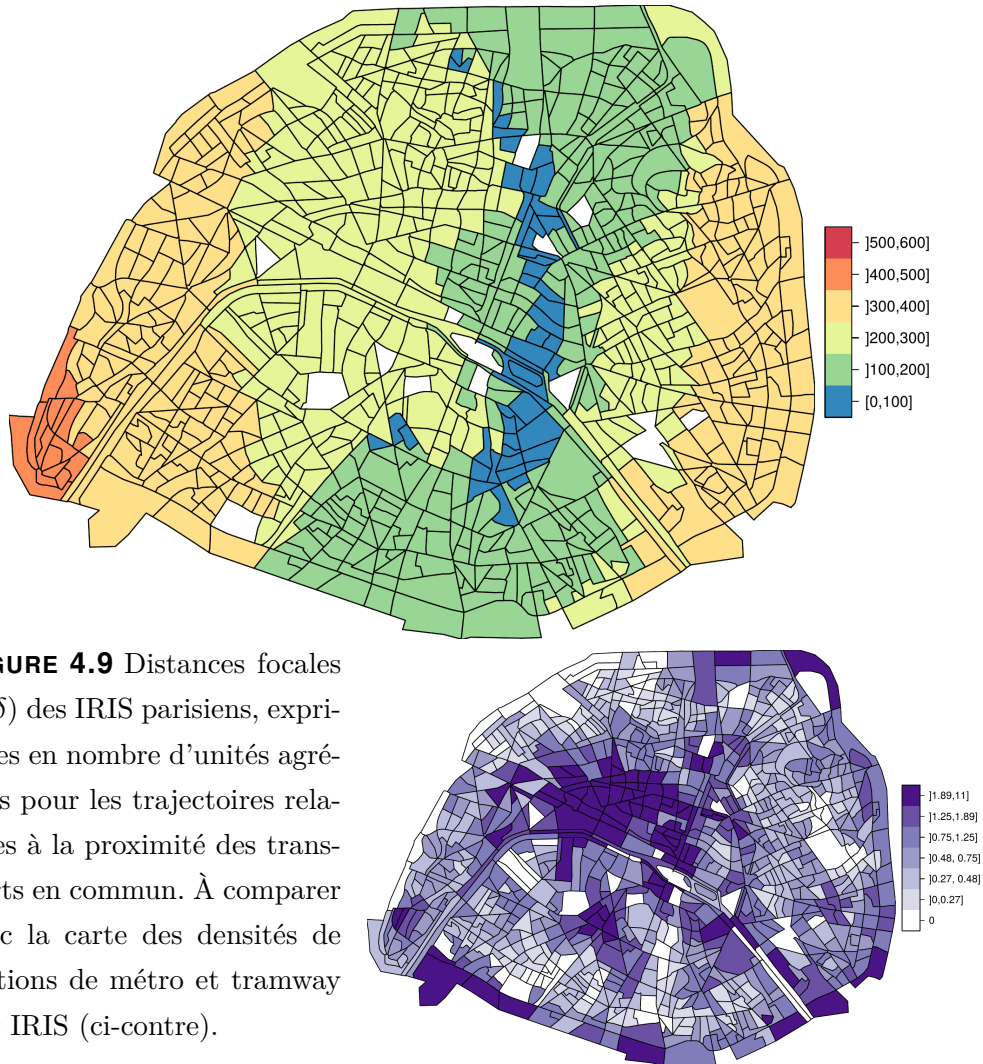 ]500,600]
]400,500]
]300,400]
]200,300]
]100,200]
[0,100]
GURE 4.9 Distances focales
) des IRIS parisiens, expri-
es en nombre d'unités agré-
s pour les trajectoires rela-
es à la proximité des trans-
rts en commun. À comparer
c la carte des densités de
tions de métro et tramway
IRIS (ci-contre).
]1.89,11]
]1.25,1.89]
]0.75,1.25]
]0.48, 0.75]
]0.27, 0.48]
]0,0.27]
0